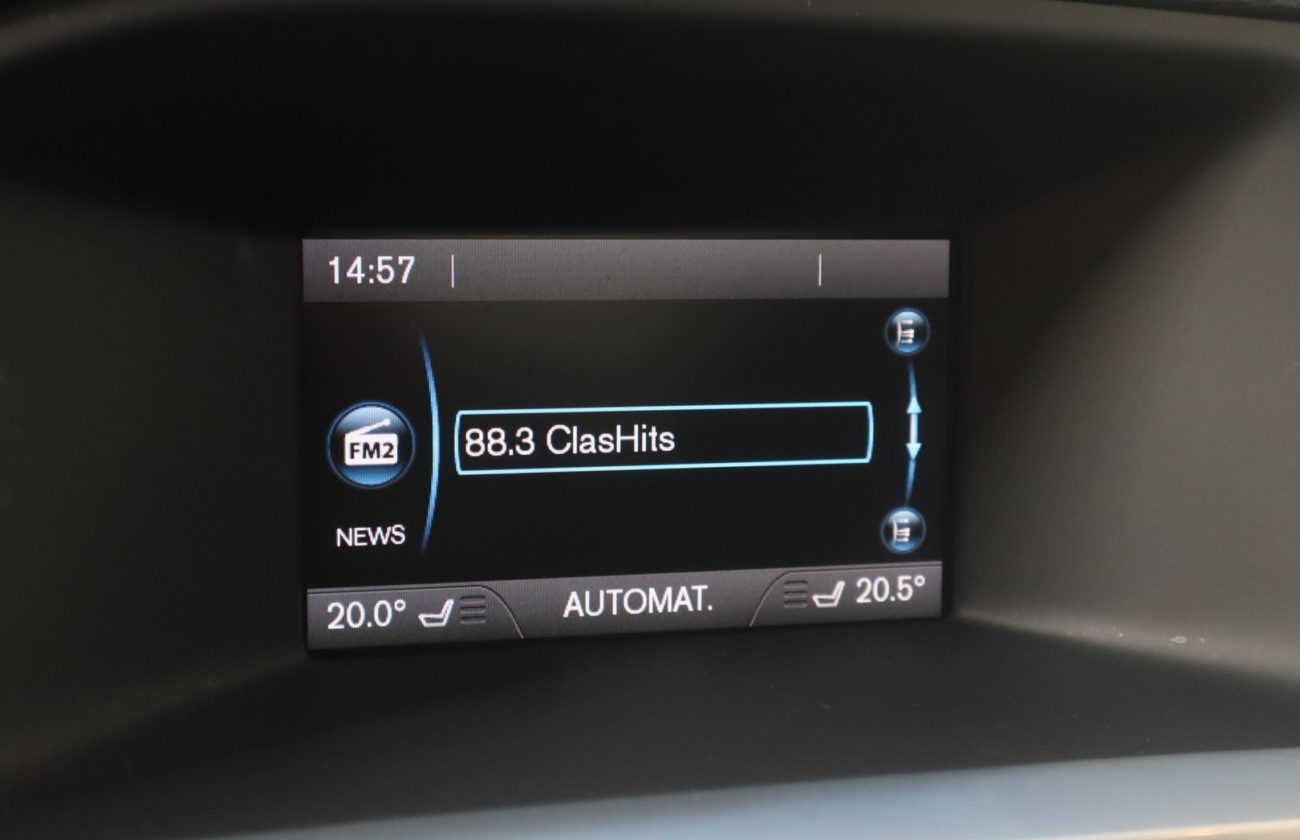 14:57
FM2
88.3 ClasHits
NEWS
20.0° AUTOMAT. 20.5°